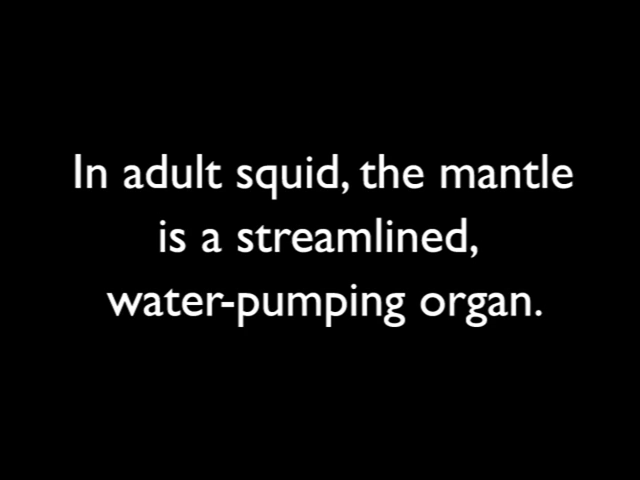 In adult squid, the mantle
is a streamlined,
water-pumping organ.